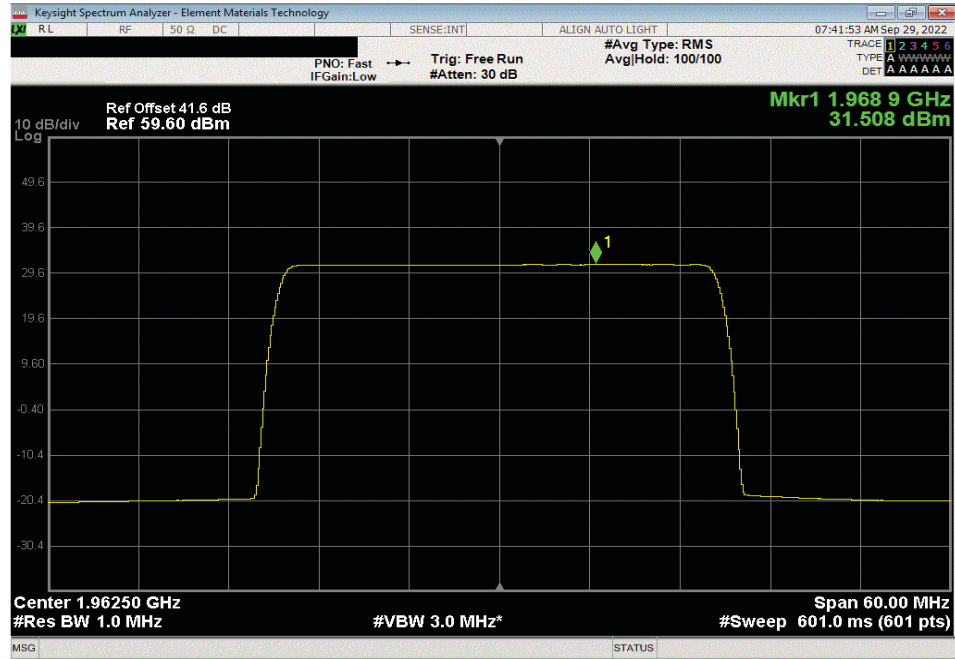 Keysight Spectrum Analyzer - Element Materials Technology
LXI RL RF 50 Ω DC SENSE:INT ALIGN AUTO LIGHT 07:41:53 AM Sep 29, 2022
PNO: Fast
IFGain:Low
Trig: Free Run
#Atten: 30 dB
#Avg Type: RMS
Avg|Hold: 100/100
TRACE 1 2 3 4 5 6
TYPE A WWWWW
DET A A A A A A
Mkr1 1.968 9 GHz
31.508 dBm
Ref Offset 41.6 dB
10 dB/div Ref 59.60 dBm
Log
49.6
39.6
1
29.6
19.6
9.60
-0.40
-10.4
-20.4
-30.4
Center 1.96250 GHz Span 60.00 MHz
#Res BW 1.0 MHz #VBW 3.0 MHz* #Sweep 601.0 ms (601 pts)
MSG STATUS